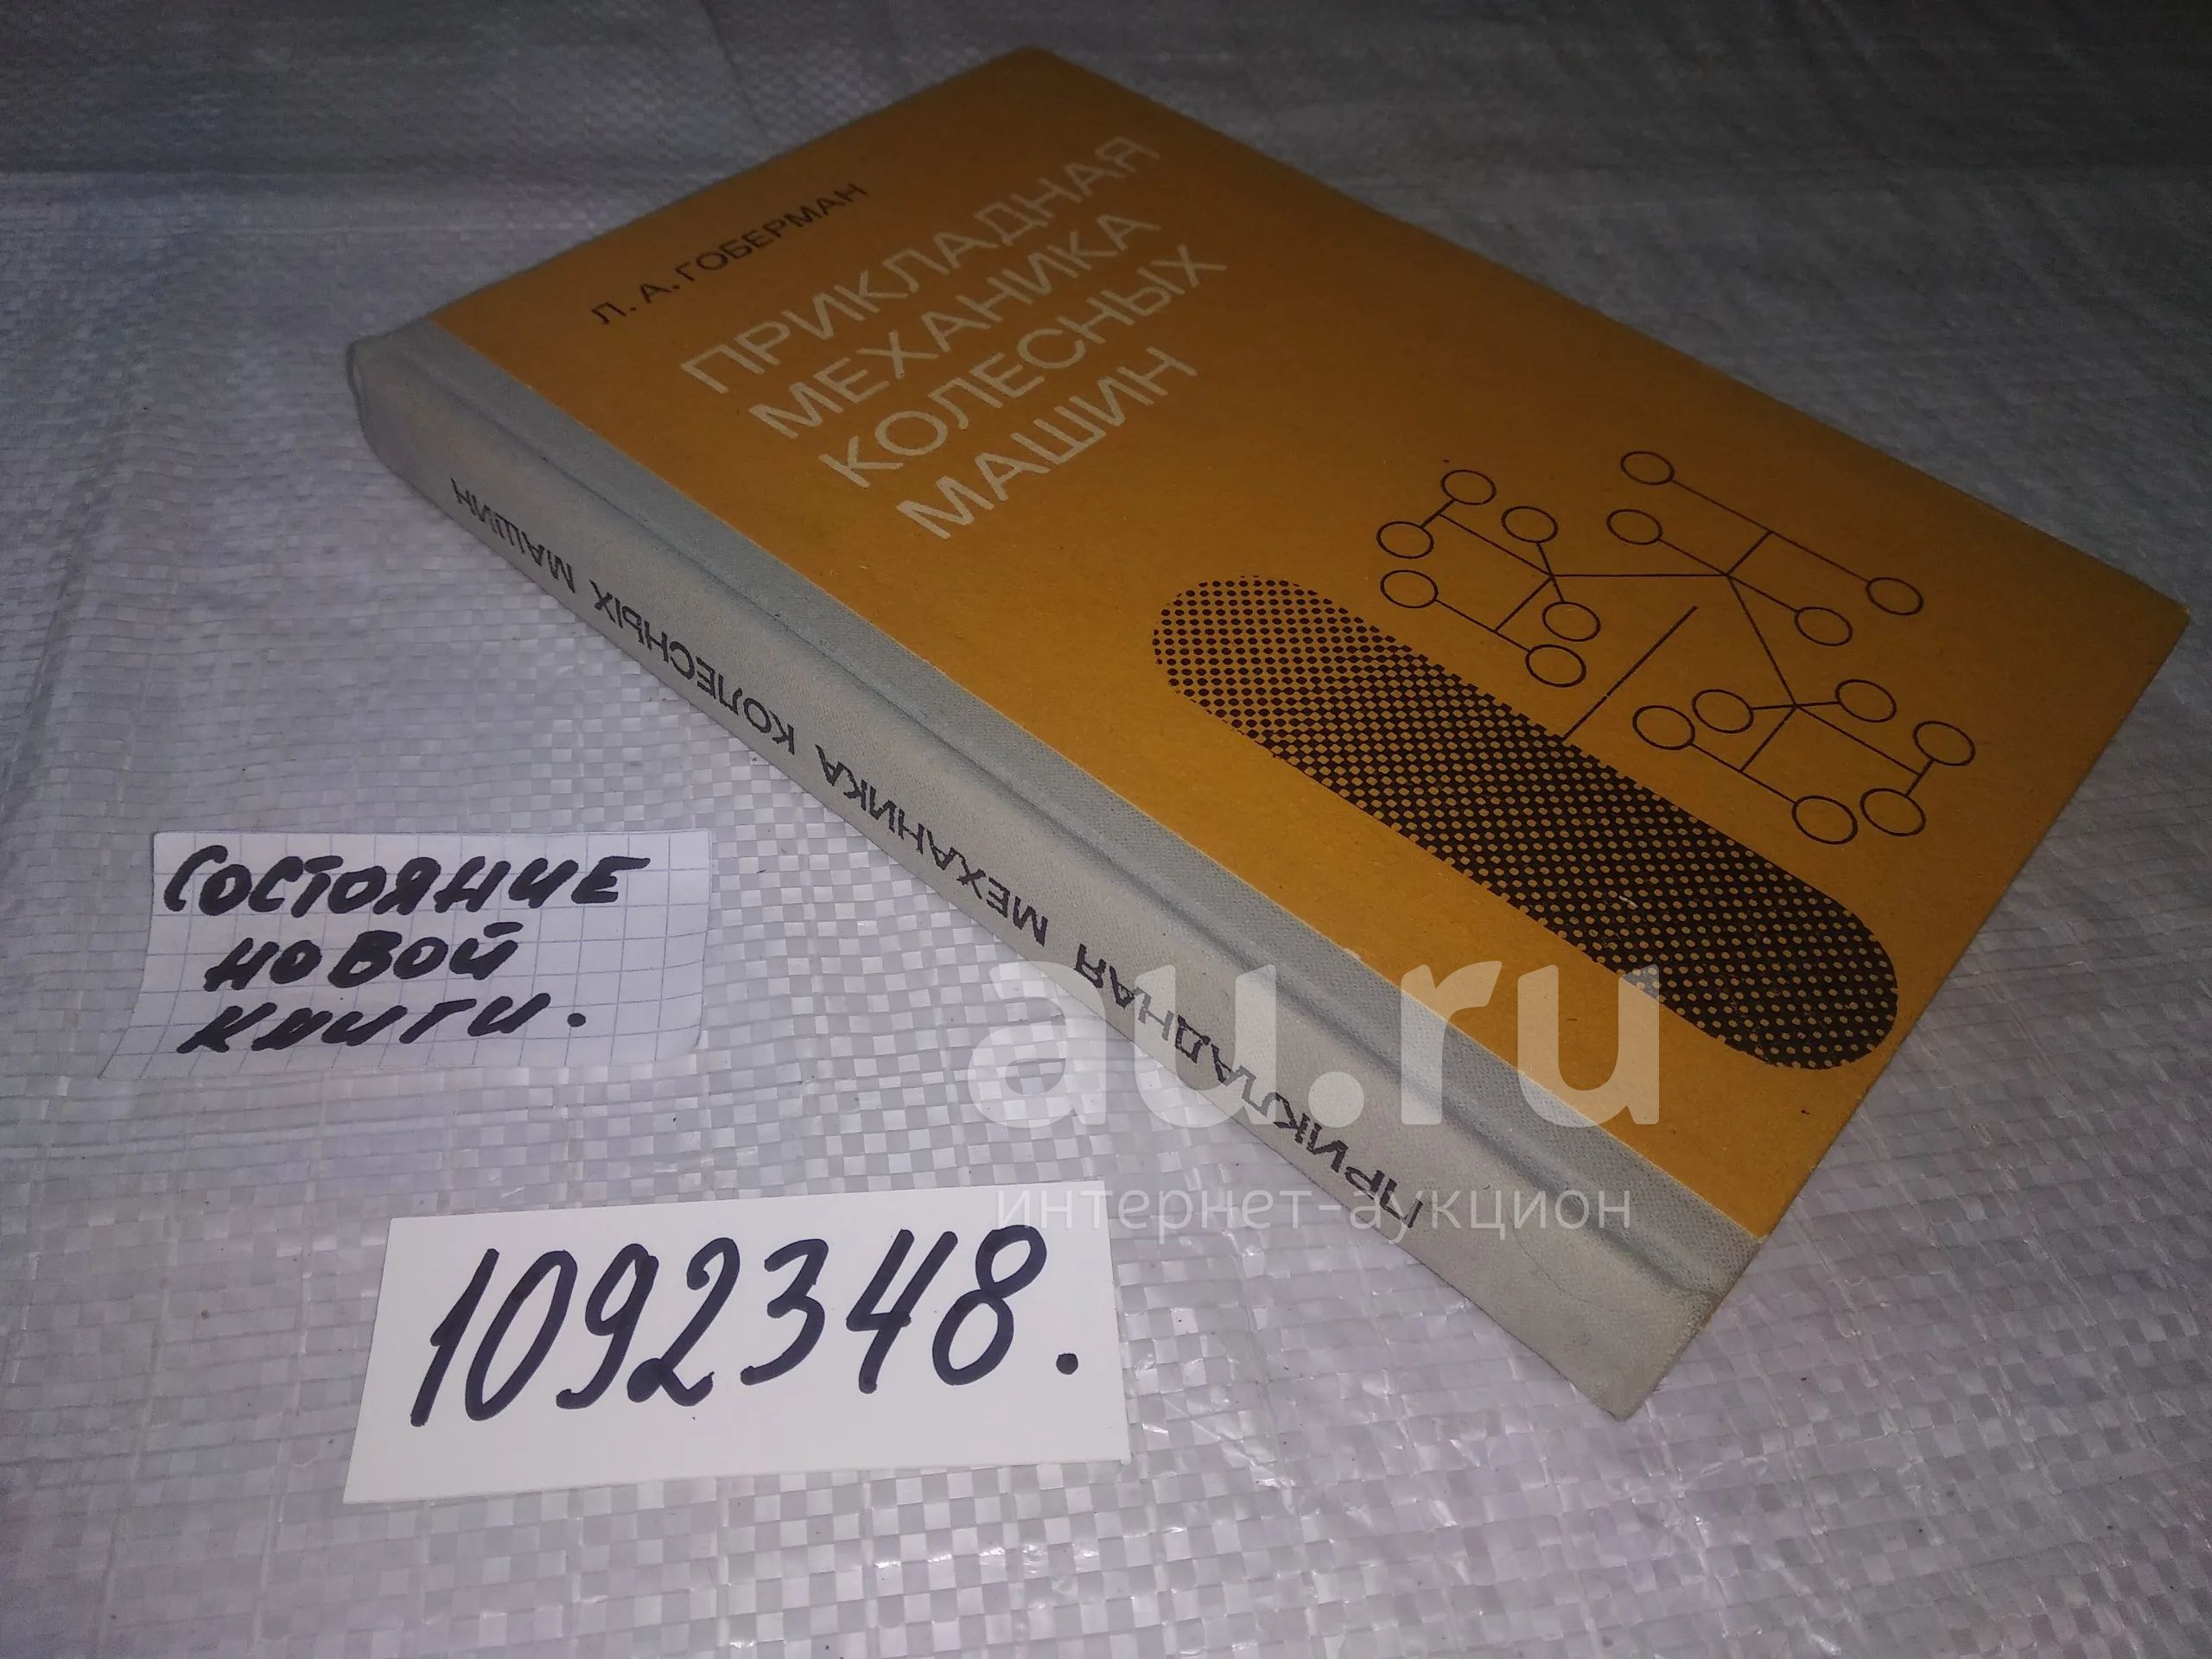 Л. А. ГОБЕРМАН
ПРИКЛАДНАЯ
МЕХАНИКА
КОЛЕСНЫХ
МАШИН
ПРИКЛАДНАЯ МЕХАНИКА КОЛЕСНЫХ МАШИН
СОСТОЯНИЕ
НОВОЙ
КНИГИ.
au.ru
интернет-аукцион
1092348.